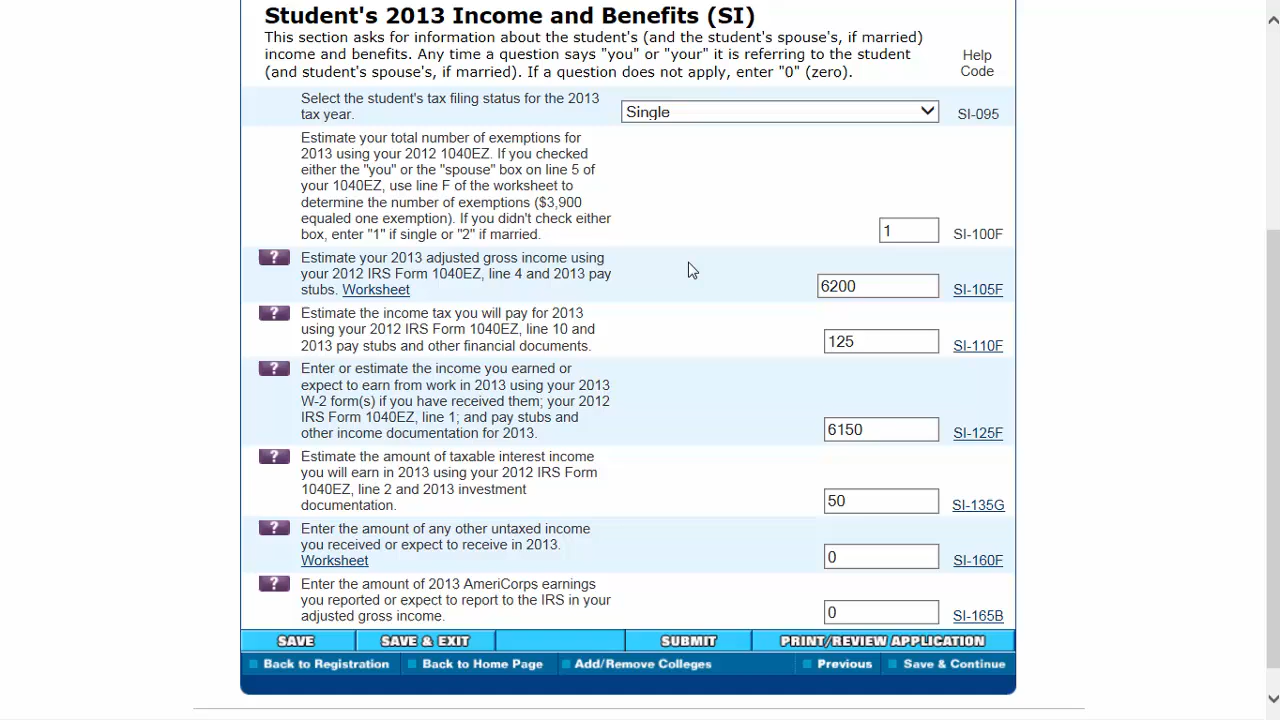 Student's 2013 Income and Benefits (SI)
This section asks for information about the student's (and the student's spouse's, if married)
income and benefits. Any time a question says "you" or "your" it is referring to the student
(and student's spouse's, if married). If a question does not apply, enter "0" (zero).
Help
Code
Select the student's tax filing status for the 2013
tax year.
Single
SI-095
Estimate your total number of exemptions for
2013 using your 2012 1040EZ. If you checked
either the "you" or the "spouse" box on line 5 of
your 1040EZ, use line F of the worksheet to
determine the number of exemptions ($3,900
equaled one exemption). If you didn't check either
box, enter "1" if single or "2" if married.
1
SI-100F
? Estimate your 2013 adjusted gross income using
your 2012 IRS Form 1040EZ, line 4 and 2013 pay
stubs. Worksheet
6200
SI-105F
? Estimate the income tax you will pay for 2013
using your 2012 IRS Form 1040EZ, line 10 and
2013 pay stubs and other financial documents.
125
SI-110F
? Enter or estimate the income you earned or
expect to earn from work in 2013 using your 2013
W-2 form(s) if you have received them; your 2012
IRS Form 1040EZ, line 1; and pay stubs and
other income documentation for 2013.
6150
SI-125F
? Estimate the amount of taxable interest income
you will earn in 2013 using your 2012 IRS Form
1040EZ, line 2 and 2013 investment
documentation.
50
SI-135G
? Enter the amount of any other untaxed income
you received or expect to receive in 2013.
Worksheet
0
SI-160F
? Enter the amount of 2013 AmeriCorps earnings
you reported or expect to report to the IRS in your
adjusted gross income.
0
SI-165B
SAVE SAVE & EXIT SUBMIT PRINT/REVIEW APPLICATION
Back to Registration Back to Home Page Add/Remove Colleges Previous Save & Continue